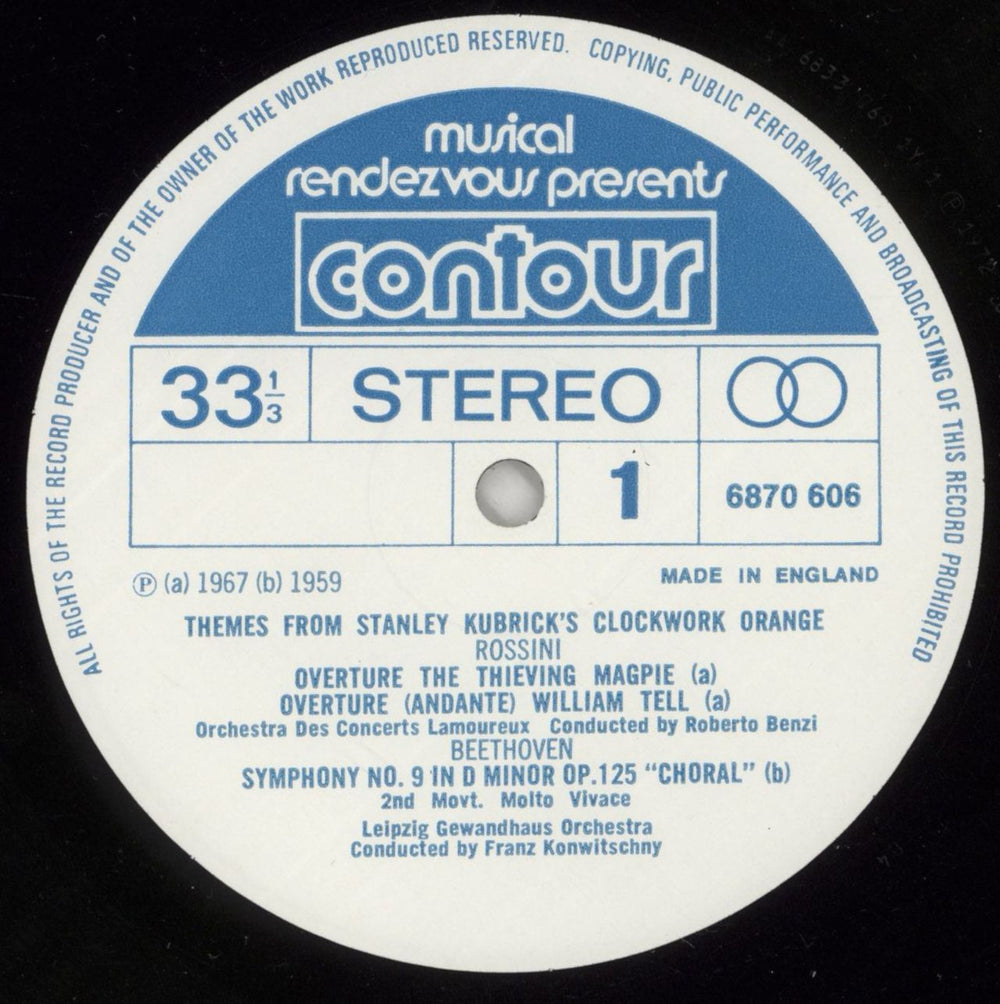 ALL RIGHTS OF THE RECORD PRODUCER AND OF THE OWNER OF THE WORK REPRODUCED RESERVED. COPYING, PUBLIC PERFORMANCE AND BROADCASTING OF THIS RECORD PROHIBITED
musical
rendezvous presents
contour
33 1/3 STEREO
1 6870 606
Ⓟ (a) 1967 (b) 1959 MADE IN ENGLAND
THEMES FROM STANLEY KUBRICK'S CLOCKWORK ORANGE
ROSSINI
OVERTURE THE THIEVING MAGPIE (a)
OVERTURE (ANDANTE) WILLIAM TELL (a)
Orchestra Des Concerts Lamoureux Conducted by Roberto Benzi
BEETHOVEN
SYMPHONY NO. 9 IN D MINOR OP.125 "CHORAL" (b)
2nd Movt. Molto Vivace
Leipzig Gewandhaus Orchestra
Conducted by Franz Konwitschny